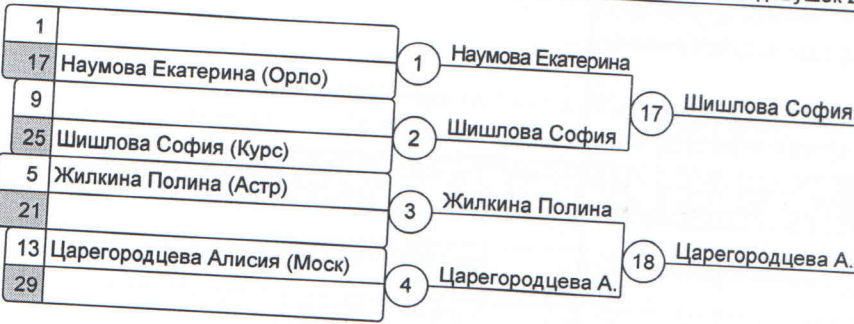 1
17 Наумова Екатерина (Орло)
1 Наумова Екатерина
9
25 Шишлова София (Курс)
2 Шишлова София
17 Шишлова София
5 Жилкина Полина (Астр)
21
3 Жилкина Полина
13 Царегородцева Алисия (Моск)
29
4 Царегородцева А.
18 Царегородцева А.